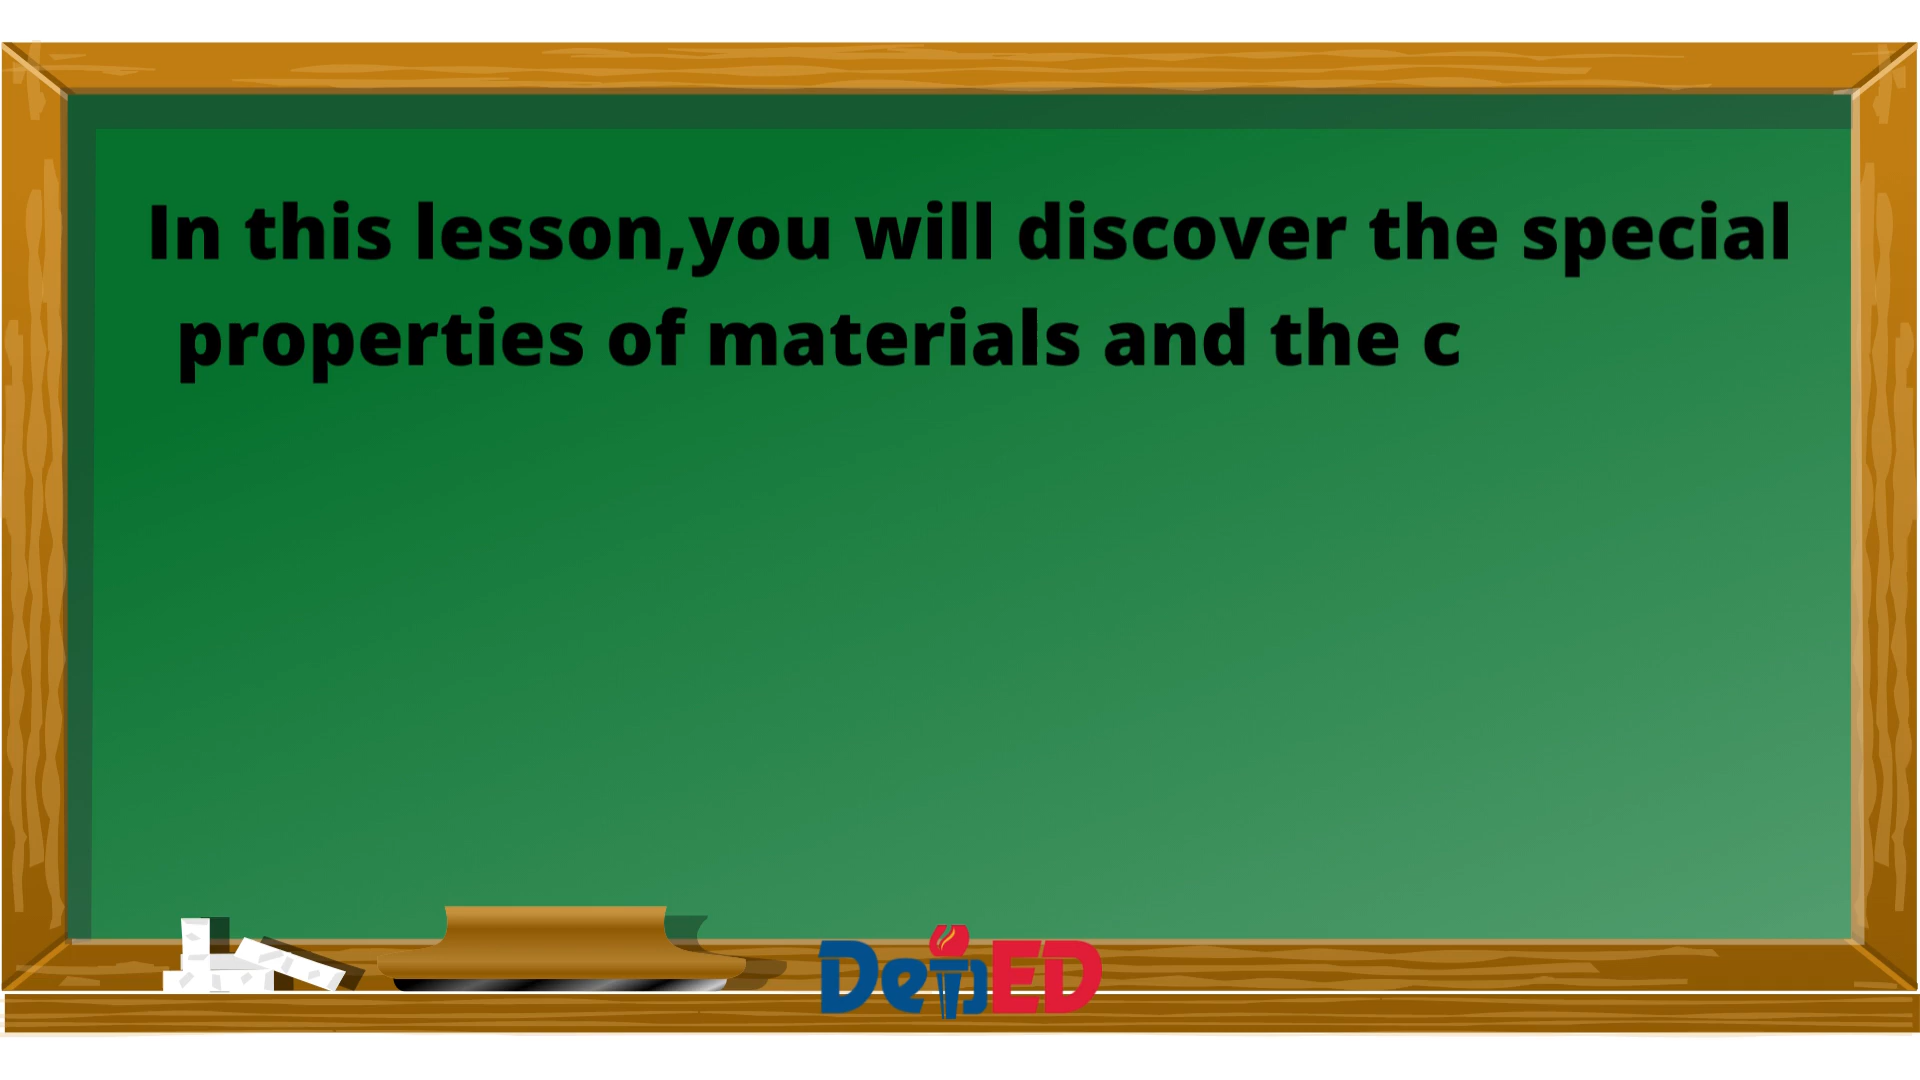 In this lesson,you will discover the special
properties of materials and the c
DepED